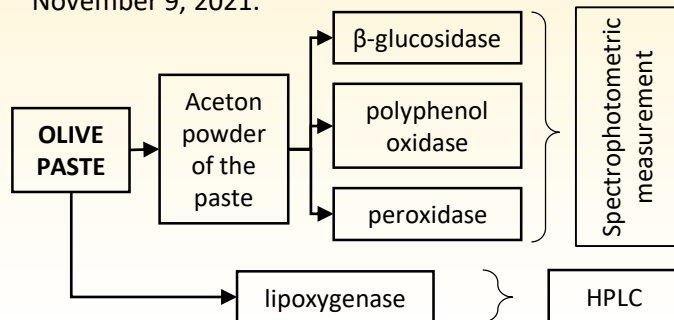 November 9, 2021.
β-glucosidase
Aceton
powder
of the
paste
OLIVE
PASTE
polyphenol
oxidase
peroxidase
Spectrophotometric
measurement
lipoxygenase
HPLC